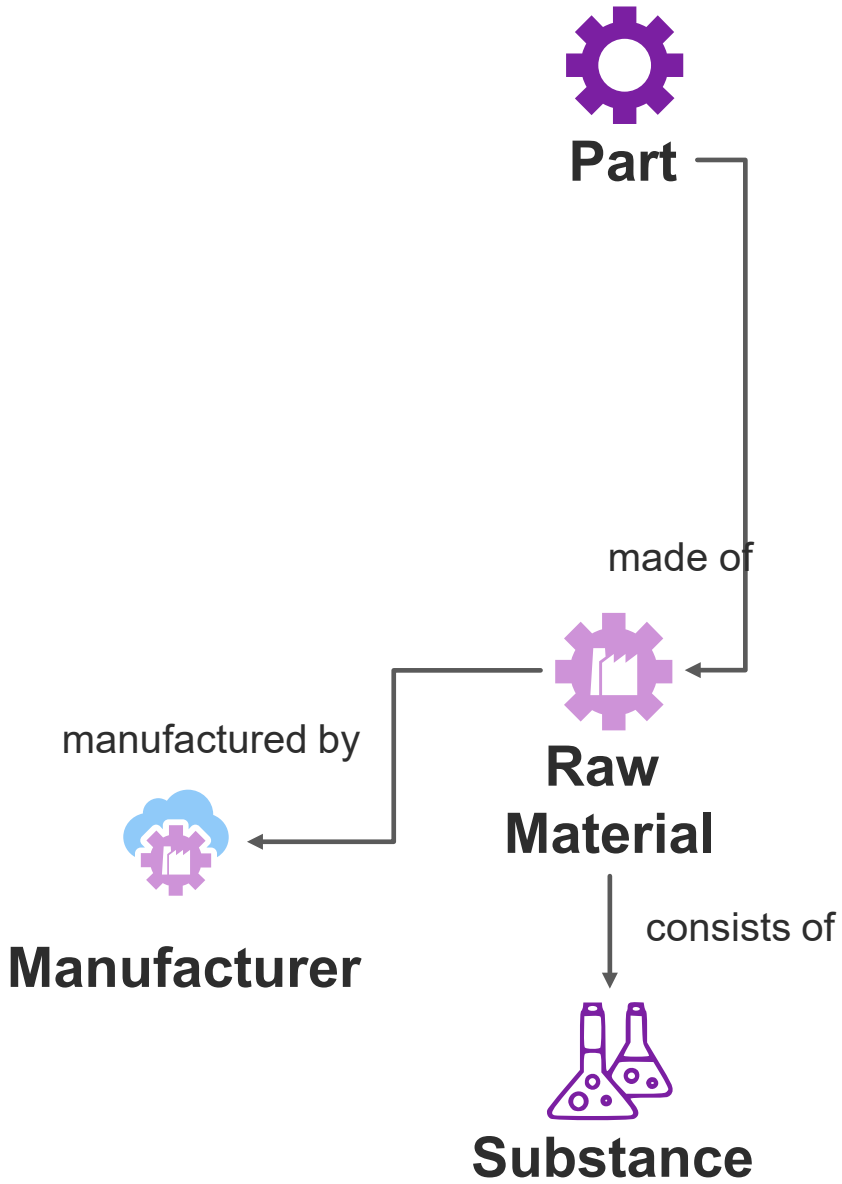 Part
made of
manufactured by
Raw
Material
consists of
Manufacturer
Substance